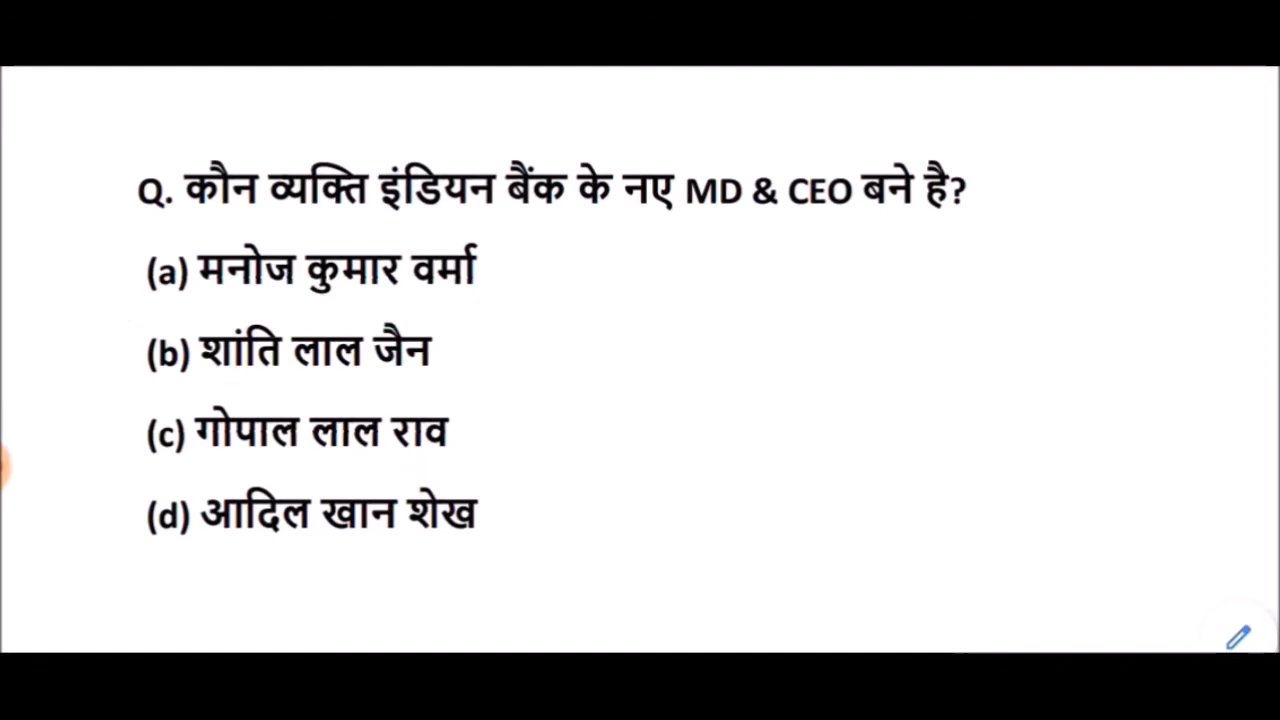 Q. कौन व्यक्ति इंडियन बैंक के नए MD & CEO बने है?
(a) मनोज कुमार वर्मा
(b) शांति लाल जैन
(c) गोपाल लाल राव
(d) आदिल खान शेख